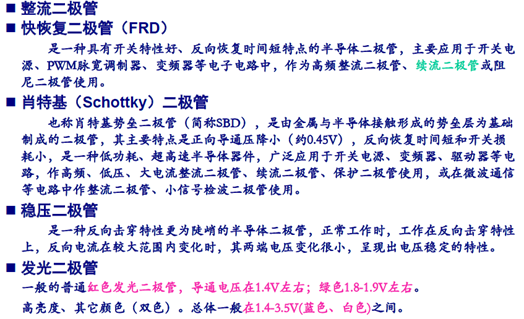 ■ 整流二极管
■ 快恢复二极管（FRD）
是一种具有开关特性好、反向恢复时间短特点的半导体二极管，主要应用于开关电
源、PWM脉宽调制器、变频器等电子电路中，作为高频整流二极管、续流二极管或阻
尼二极管使用。
■ 肖特基（Schottky）二极管
也称肖特基势垒二极管（简称SBD），是由金属与半导体接触形成的势垒层为基础
制成的二极管，其主要特点是正向导通压降小（约0.45V），反向恢复时间短和开关损
耗小，是一种低功耗、超高速半导体器件，广泛应用于开关电源、变频器、驱动器等电
路，作高频、低压、大电流整流二极管、续流二极管、保护二极管使用，或在微波通信
等电路中作整流二极管、小信号检波二极管使用。
■ 稳压二极管
是一种反向击穿特性更为陡峭的半导体二极管，正常工作时，工作在反向击穿特性
上，反向电流在较大范围内变化时，其两端电压变化很小，呈现出电压稳定的特性。
■ 发光二极管
一般的普通红色发光二极管，导通电压在1.4V左右；绿色1.8-1.9V左右。
高亮度、其它颜色（双色）。总体一般在1.4-3.5V(蓝色、白色)之间。